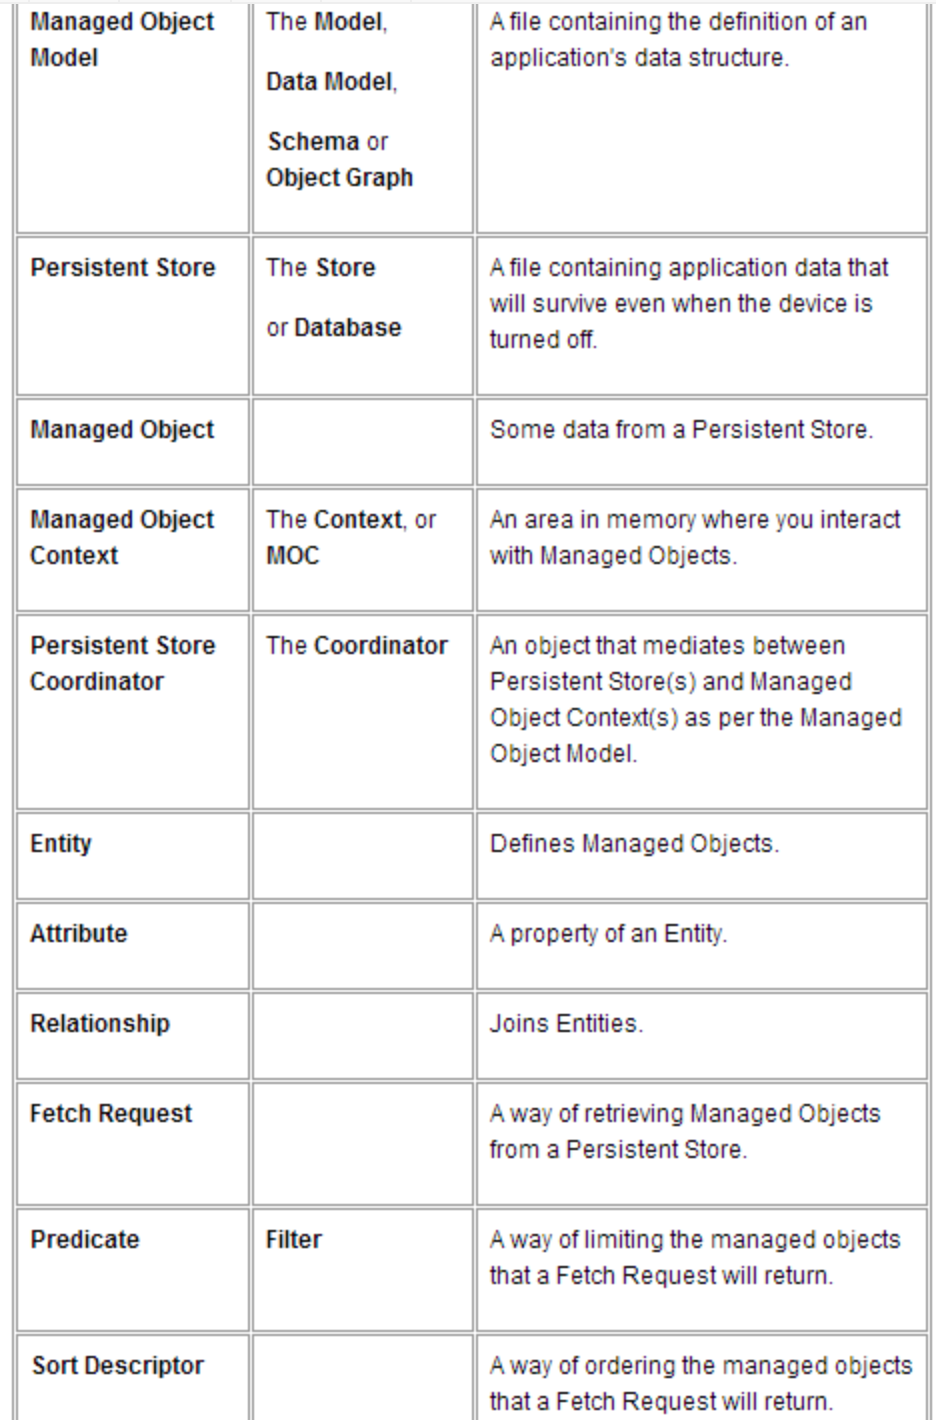 Managed Object
Model
The Model,
Data Model,
Schema or
Object Graph
A file containing the definition of an
application's data structure.
Persistent Store
The Store
or Database
A file containing application data that
will survive even when the device is
turned off.
Managed Object
Some data from a Persistent Store.
Managed Object
Context
The Context, or
MOC
An area in memory where you interact
with Managed Objects.
Persistent Store
Coordinator
The Coordinator
An object that mediates between
Persistent Store(s) and Managed
Object Context(s) as per the Managed
Object Model.
Entity
Defines Managed Objects.
Attribute
A property of an Entity.
Relationship
Joins Entities.
Fetch Request
A way of retrieving Managed Objects
from a Persistent Store.
Predicate
Filter
A way of limiting the managed objects
that a Fetch Request will return.
Sort Descriptor
A way of ordering the managed objects
that a Fetch Request will return.